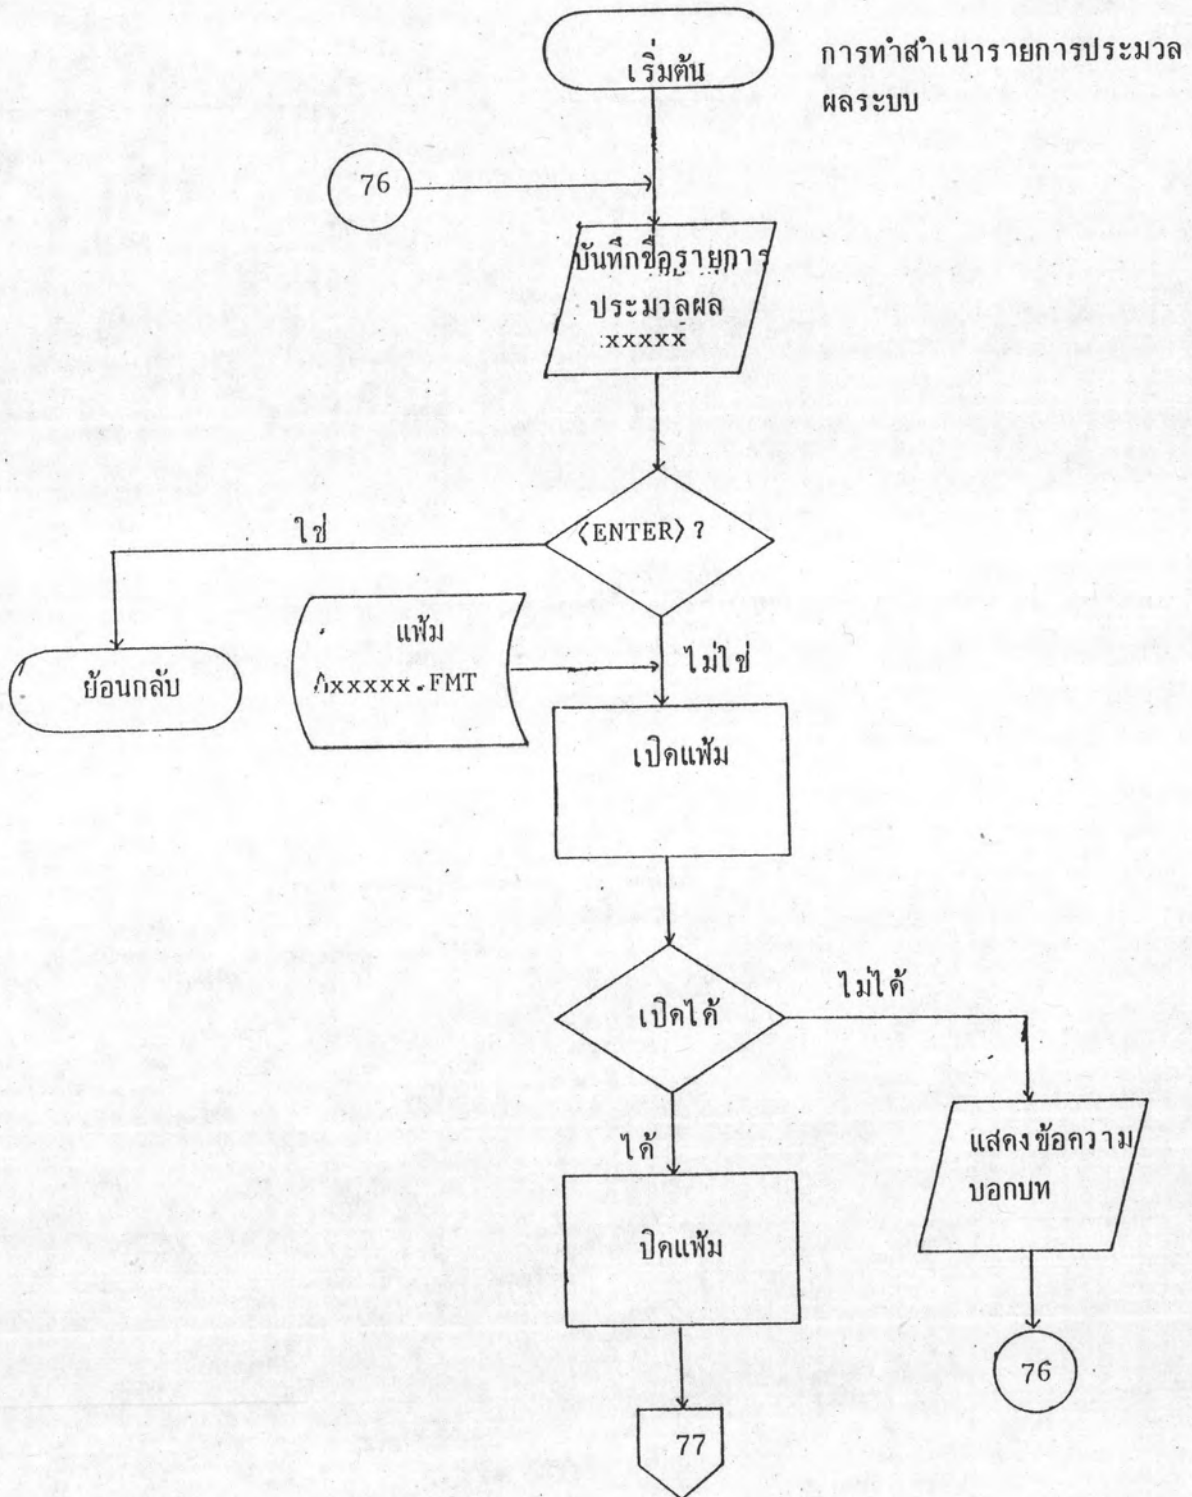 เริ่มต้น
การทำสำเนารายการประมวล
ผลระบบ
76
บันทึกชื่อรายการ
ประมวลผล
xxxxx
<ENTER>?
ใช่
แฟ้ม
xxxxx.FMT
ไม่ใช่
ย้อนกลับ
เปิดแฟ้ม
เปิดได้
ไม่ได้
ได้
แสดงข้อความ
บอกบท
ปิดแฟ้ม
76
77